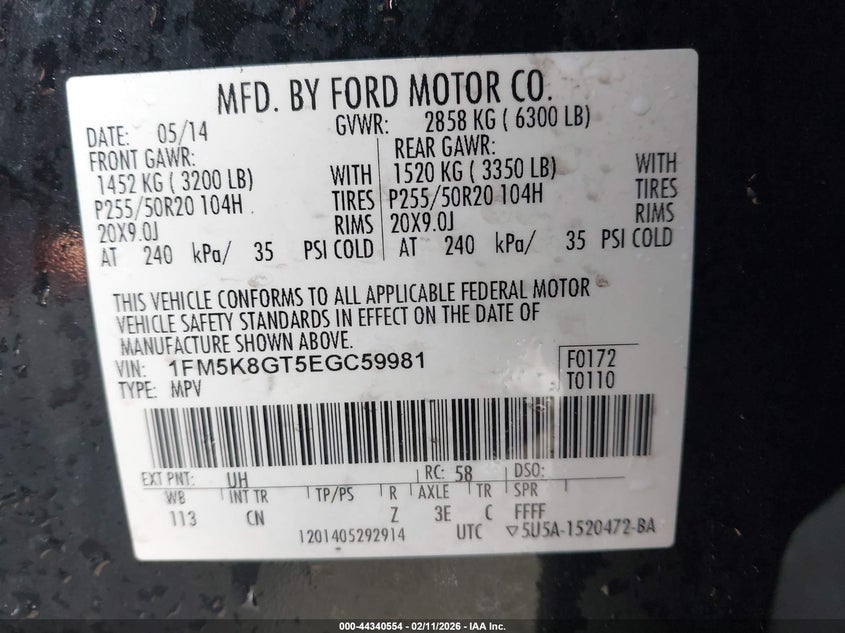 MFD. BY FORD MOTOR CO.
DATE: 05/14 GVWR: 2858 KG ( 6300 LB)
FRONT GAWR: REAR GAWR:
1452 KG ( 3200 LB) WITH 1520 KG ( 3350 LB) WITH
P255/50R20 104H TIRES P255/50R20 104H TIRES
20X9.0J RIMS 20X9.0J RIMS
AT 240 kPa/ 35 PSI COLD AT 240 kPa/ 35 PSI COLD
THIS VEHICLE CONFORMS TO ALL APPLICABLE FEDERAL MOTOR
VEHICLE SAFETY STANDARDS IN EFFECT ON THE DATE OF
MANUFACTURE SHOWN ABOVE.
VIN: 1FM5K8GT5EGC59981 F0172
TYPE: MPV T0110
EXT PNT: UH RC: 58 DSO:
WB INT TR TP/PS R AXLE TR SPR
113 CN Z 3E C FFFF
1201405292914 UTC ▽5U5A-1520472-BA
000-44340554 — 02/11/2026 — IAA Inc.